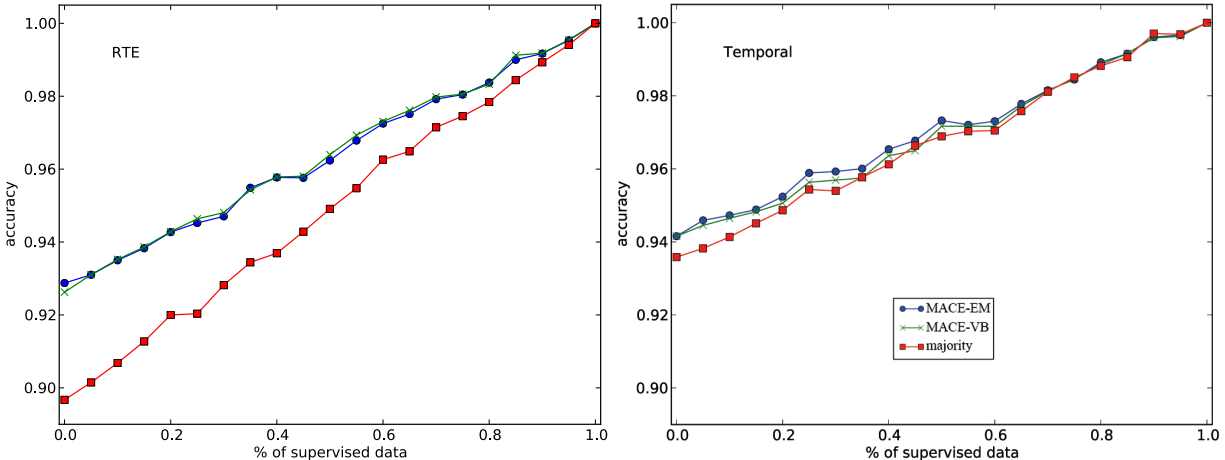 1.00
0.98
0.96
0.94
0.92
0.90
accuracy
RTE
0.0 0.2 0.4 0.6 0.8 1.0
% of supervised data
1.00
0.98
0.96
0.94
0.92
0.90
accuracy
Temporal
MACE-EM
MACE-VB
majority
0.0 0.2 0.4 0.6 0.8 1.0
% of supervised data